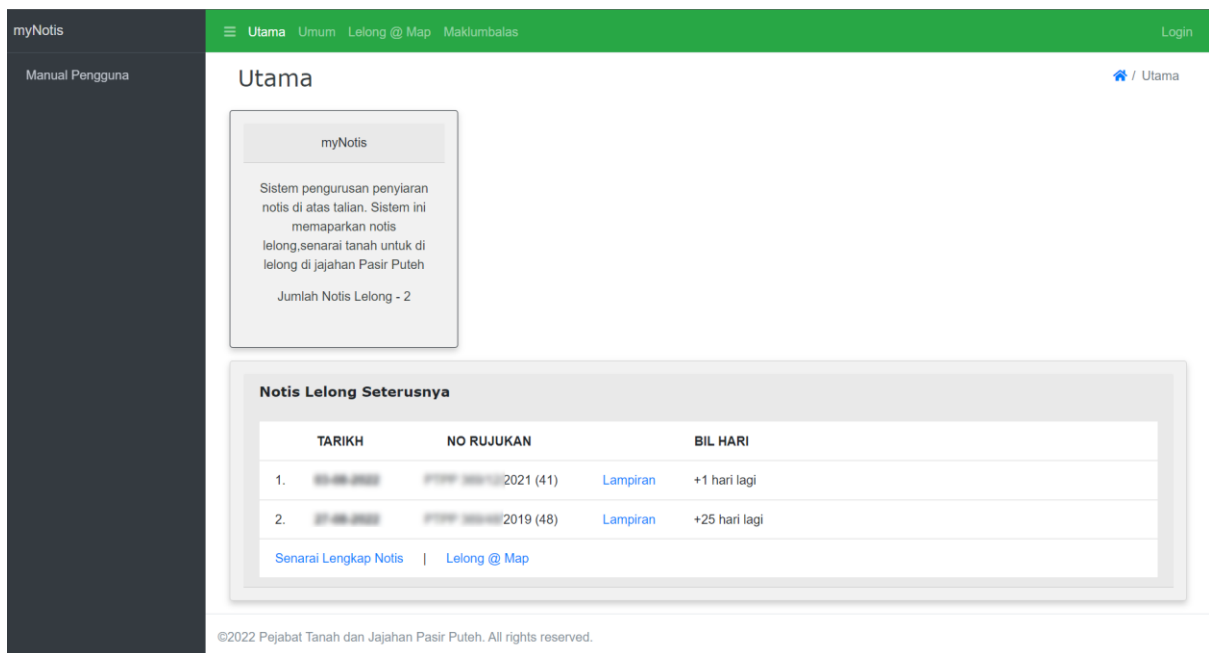 myNotis
☰ Utama Umum Lelong @ Map Maklumbalas Login
Manual Pengguna
Utama
/ Utama
myNotis
Sistem pengurusan penyiaran
notis di atas talian. Sistem ini
memaparkan notis
lelong,senarai tanah untuk di
lelong di jajahan Pasir Puteh
Jumlah Notis Lelong - 2
Notis Lelong Seterusnya
TARIKH NO RUJUKAN BIL HARI
1. 2021 (41) Lampiran +1 hari lagi
2. 2019 (48) Lampiran +25 hari lagi
Senarai Lengkap Notis | Lelong @ Map
©2022 Pejabat Tanah dan Jajahan Pasir Puteh. All rights reserved.